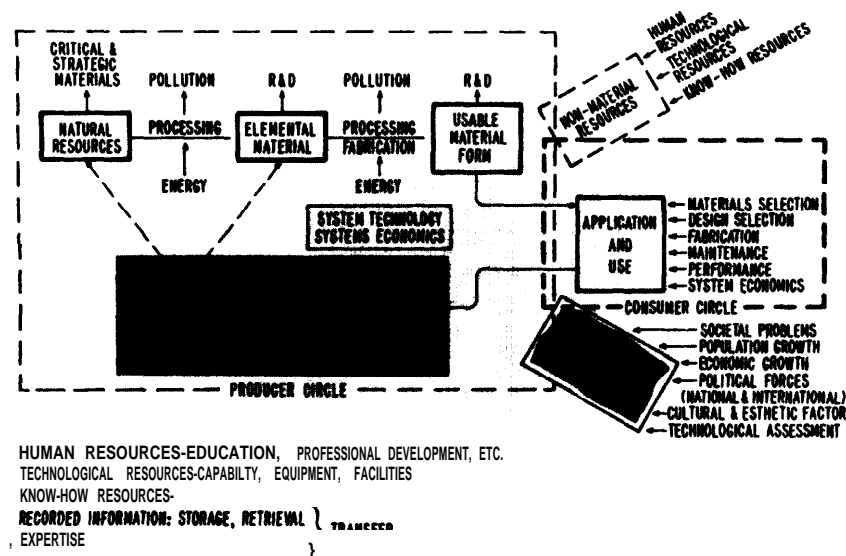 CRITICAL &
STRATEGIC
MATERIALS
POLLUTION
R&D
POLLUTION
R&D
NATURAL
RESOURCES
PROCESSING
ELEMENTAL
MATERIAL
PROCESSING
FABRICATION
USABLE
MATERIAL
FORM
ENERGY
ENERGY
SYSTEM TECHNOLOGY
SYSTEMS ECONOMICS
PRODUCER CIRCLE
HUMAN
RESOURCES
TECHNOLOGICAL
RESOURCES
KNOW-HOW RESOURCES
NON-MATERIAL
RESOURCES
APPLICATION
AND
USE
MATERIALS SELECTION
DESIGN SELECTION
FABRICATION
MAINTENANCE
PERFORMANCE
SYSTEM ECONOMICS
CONSUMER CIRCLE
SOCIETAL PROBLEMS
POPULATION GROWTH
ECONOMIC GROWTH
POLITICAL FORCES
(NATIONAL & INTERNATIONAL)
CULTURAL & ESTHETIC FACTOR
TECHNOLOGICAL ASSESSMENT
HUMAN RESOURCES-EDUCATION, PROFESSIONAL DEVELOPMENT, ETC.
TECHNOLOGICAL RESOURCES-CAPABILTY, EQUIPMENT, FACILITIES
KNOW-HOW RESOURCES-
RECORDED INFORMATION: STORAGE, RETRIEVAL } TRANSFER
, EXPERTISE }